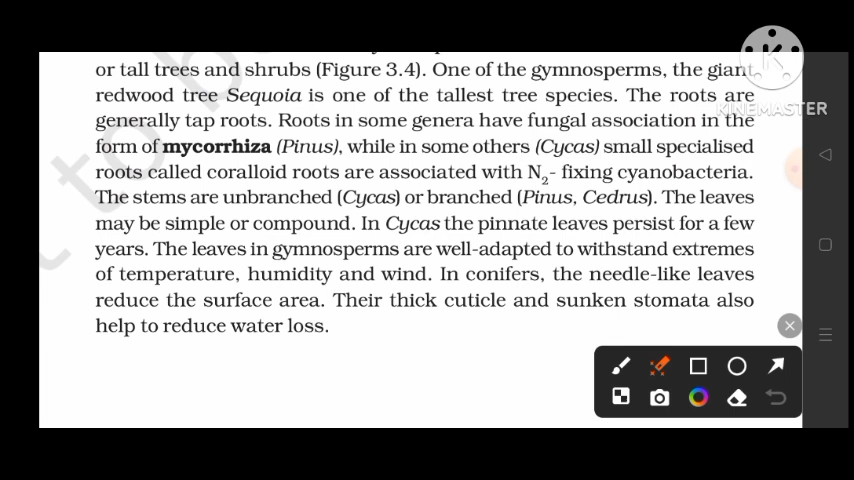 or tall trees and shrubs (Figure 3.4). One of the gymnosperms, the giant
redwood tree Sequoia is one of the tallest tree species. The roots are
generally tap roots. Roots in some genera have fungal association in the
form of mycorrhiza (Pinus), while in some others (Cycas) small specialised
roots called coralloid roots are associated with N2- fixing cyanobacteria.
The stems are unbranched (Cycas) or branched (Pinus, Cedrus). The leaves
may be simple or compound. In Cycas the pinnate leaves persist for a few
years. The leaves in gymnosperms are well-adapted to withstand extremes
of temperature, humidity and wind. In conifers, the needle-like leaves
reduce the surface area. Their thick cuticle and sunken stomata also
help to reduce water loss.
K
KINEMASTER